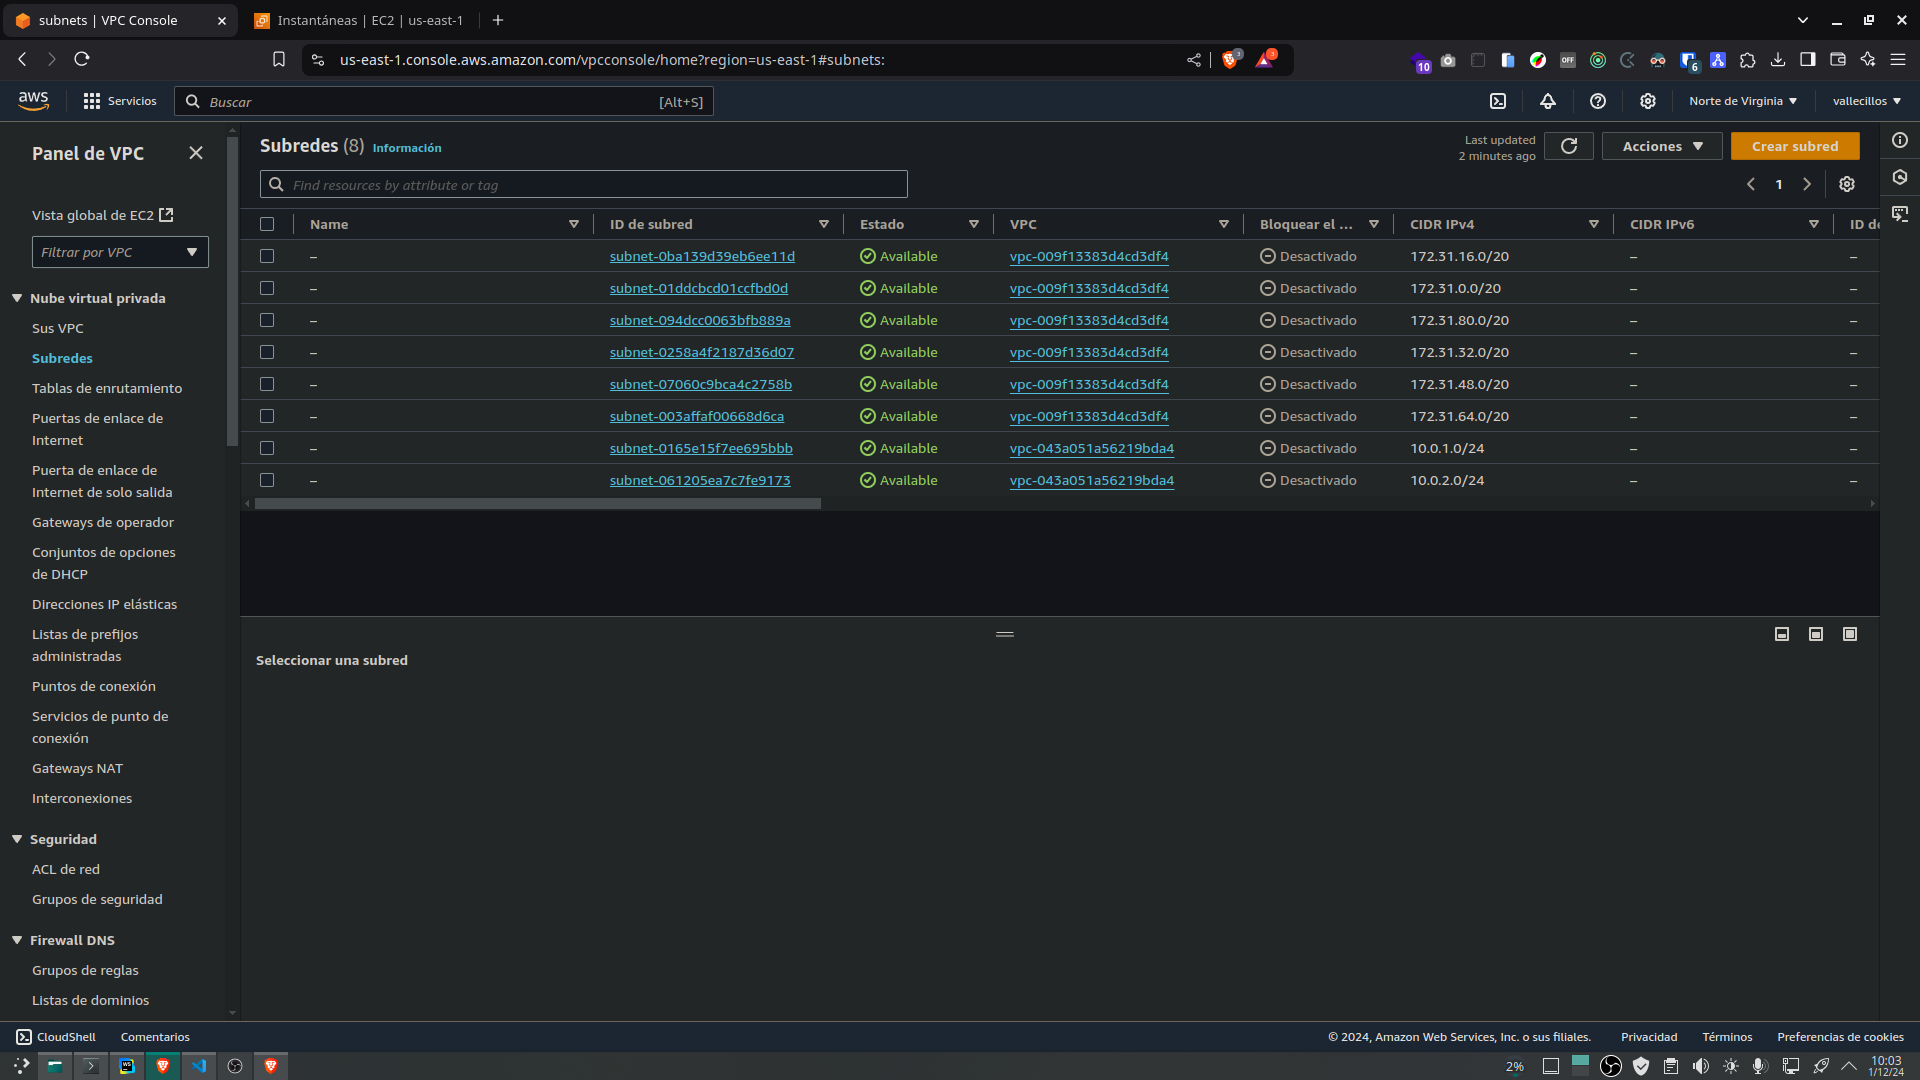 subnets | VPC Console
Instantáneas | EC2 | us-east-1
us-east-1.console.aws.amazon.com/vpcconsole/home?region=us-east-1#subnets:
3
3
10
OFF
6
aws
Servicios
Buscar
[Alt+S]
Norte de Virginia
vallecillos
Panel de VPC
Vista global de EC2
Filtrar por VPC
Nube virtual privada
Sus VPC
Subredes
Tablas de enrutamiento
Puertas de enlace de
Internet
Puerta de enlace de
Internet de solo salida
Gateways de operador
Conjuntos de opciones
de DHCP
Direcciones IP elásticas
Listas de prefijos
administradas
Puntos de conexión
Servicios de punto de
conexión
Gateways NAT
Interconexiones
Seguridad
ACL de red
Grupos de seguridad
Firewall DNS
Grupos de reglas
Listas de dominios
Subredes (8) Información
Last updated
2 minutes ago
Acciones
Crear subred
Find resources by attribute or tag
1
Name ID de subred Estado VPC Bloquear el ... CIDR IPv4 CIDR IPv6 ID de
– subnet-0ba139d39eb6ee11d Available vpc-009f13383d4cd3df4 Desactivado 172.31.16.0/20 – –
– subnet-01ddcbcd01ccfbd0d Available vpc-009f13383d4cd3df4 Desactivado 172.31.0.0/20 – –
– subnet-094dcc0063bfb889a Available vpc-009f13383d4cd3df4 Desactivado 172.31.80.0/20 – –
– subnet-0258a4f2187d36d07 Available vpc-009f13383d4cd3df4 Desactivado 172.31.32.0/20 – –
– subnet-07060c9bca4c2758b Available vpc-009f13383d4cd3df4 Desactivado 172.31.48.0/20 – –
– subnet-003affaf00668d6ca Available vpc-009f13383d4cd3df4 Desactivado 172.31.64.0/20 – –
– subnet-0165e15f7ee695bbb Available vpc-043a051a56219bda4 Desactivado 10.0.1.0/24 – –
– subnet-061205ea7c7fe9173 Available vpc-043a051a56219bda4 Desactivado 10.0.2.0/24 – –
Seleccionar una subred
CloudShell
Comentarios
© 2024, Amazon Web Services, Inc. o sus filiales.
Privacidad
Términos
Preferencias de cookies
WS
2%
10:03
1/12/24